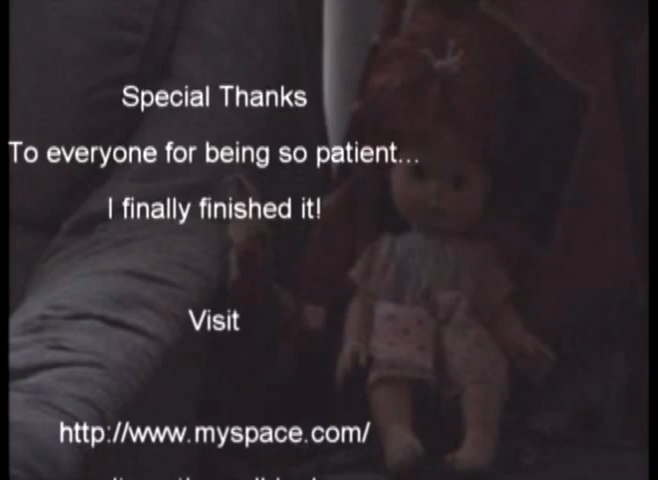 Special Thanks
To everyone for being so patient...
I finally finished it!
Visit
http://www.myspace.com/